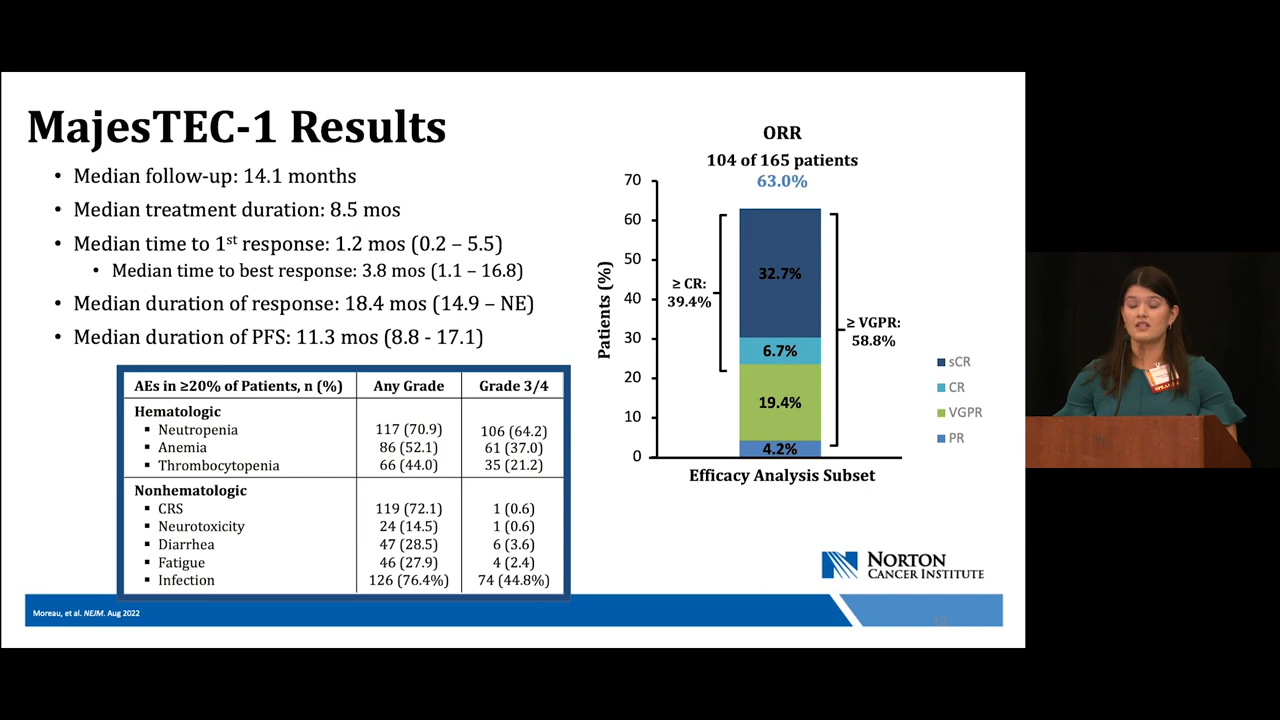 MajesTEC-1 Results
• Median follow-up: 14.1 months
• Median treatment duration: 8.5 mos
• Median time to 1st response: 1.2 mos (0.2 – 5.5)
• Median time to best response: 3.8 mos (1.1 – 16.8)
• Median duration of response: 18.4 mos (14.9 – NE)
• Median duration of PFS: 11.3 mos (8.8 - 17.1)
AEs in ≥20% of Patients, n (%) Any Grade Grade 3/4
Hematologic
▪ Neutropenia 117 (70.9) 106 (64.2)
▪ Anemia 86 (52.1) 61 (37.0)
▪ Thrombocytopenia 66 (44.0) 35 (21.2)
Nonhematologic
▪ CRS 119 (72.1) 1 (0.6)
▪ Neurotoxicity 24 (14.5) 1 (0.6)
▪ Diarrhea 47 (28.5) 6 (3.6)
▪ Fatigue 46 (27.9) 4 (2.4)
▪ Infection 126 (76.4%) 74 (44.8%)
ORR
104 of 165 patients
63.0%
Patients (%)
70
60
50
40
30
20
10
0
32.7%
6.7%
19.4%
4.2%
≥ CR:
39.4%
≥ VGPR:
58.8%
sCR
CR
VGPR
PR
Efficacy Analysis Subset
NORTON
CANCER INSTITUTE
Moreau, et al. NEJM. Aug 2022
12